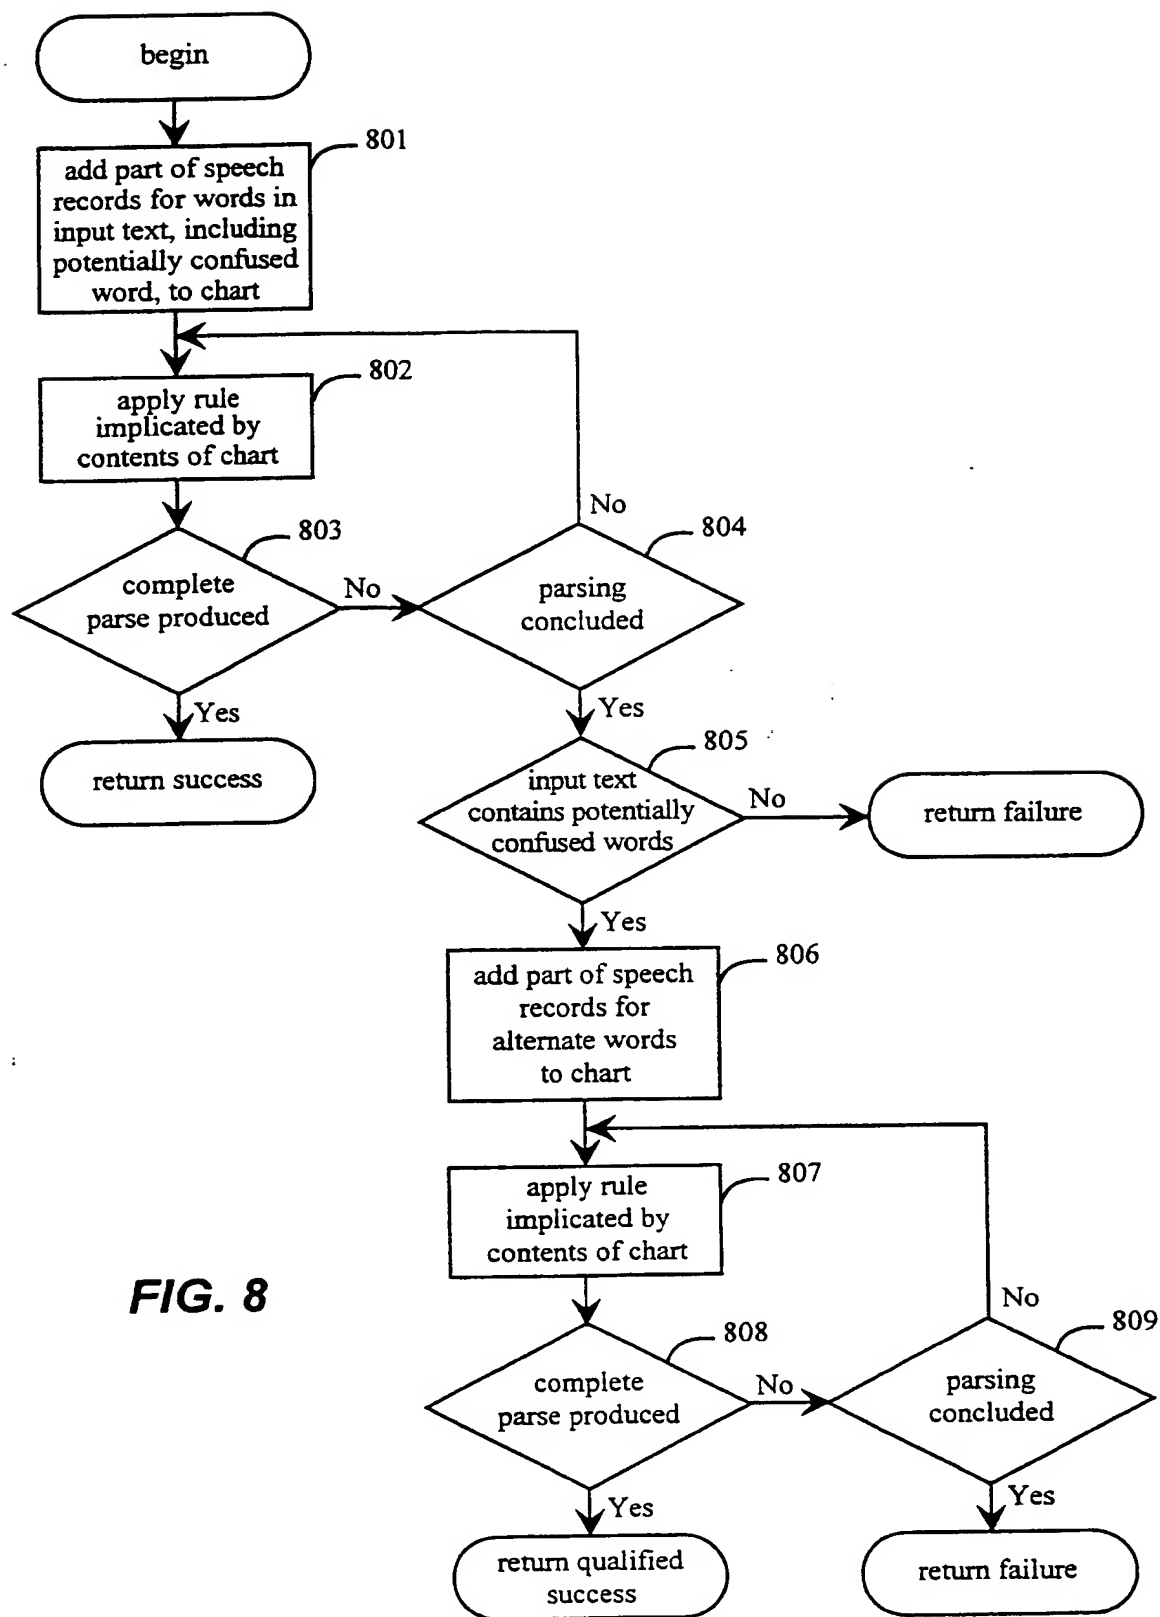 begin
801
add part of speech
records for words in
input text, including
potentially confused
word, to chart
802
apply rule
implicated by
contents of chart
803
complete
parse produced
No
Yes
return success
804
parsing
concluded
No
Yes
805
input text
contains potentially
confused words
No
return failure
Yes
806
add part of speech
records for
alternate words
to chart
807
apply rule
implicated by
contents of chart
FIG. 8
808
complete
parse produced
No
Yes
return qualified
success
809
parsing
concluded
No
Yes
return failure